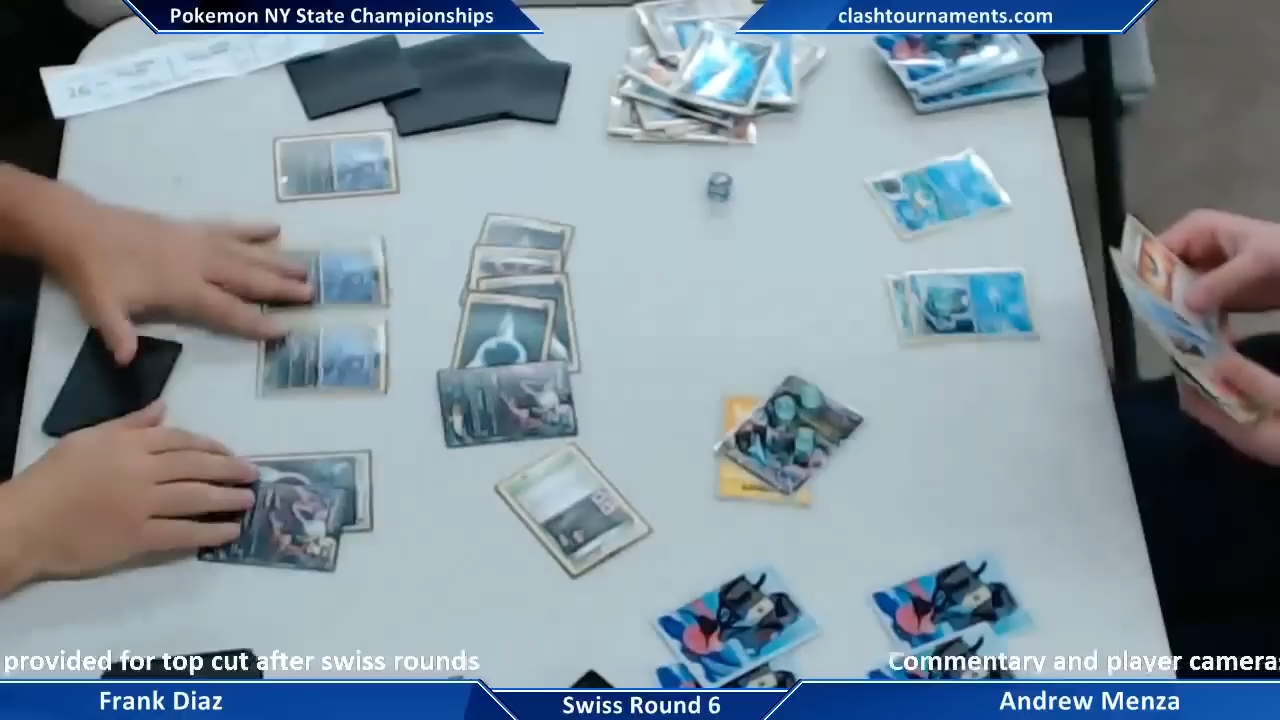 Pokemon NY State Championships
clashtournaments.com
provided for top cut after swiss rounds
Commentary and player camera
Frank Diaz
Swiss Round 6
Andrew Menza